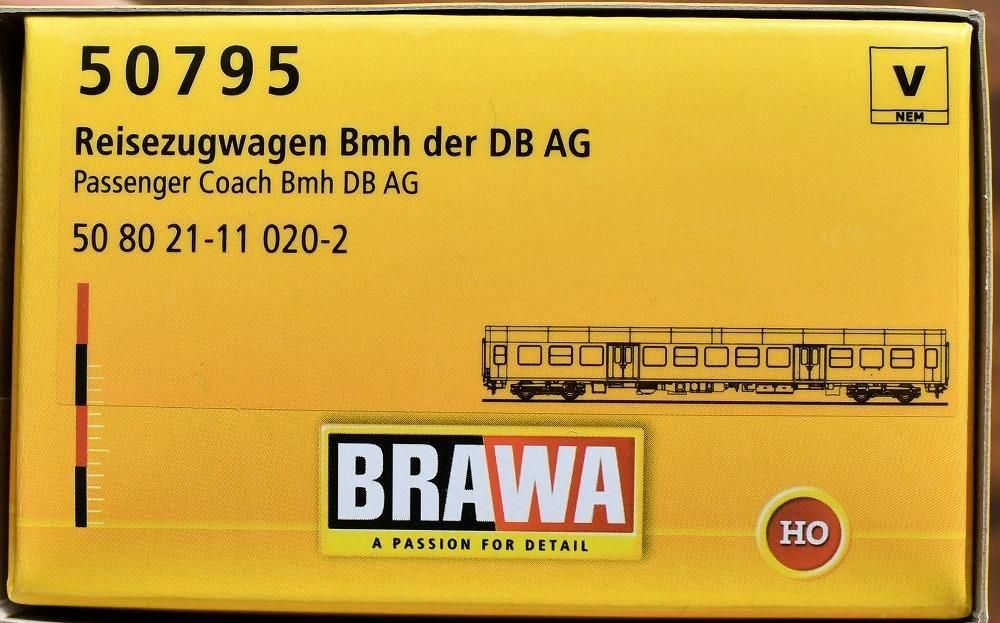 50795
V
NEM
Reisezugwagen Bmh der DB AG
Passenger Coach Bmh DB AG
50 80 21-11 020-2
BRAWA
A PASSION FOR DETAIL
HO